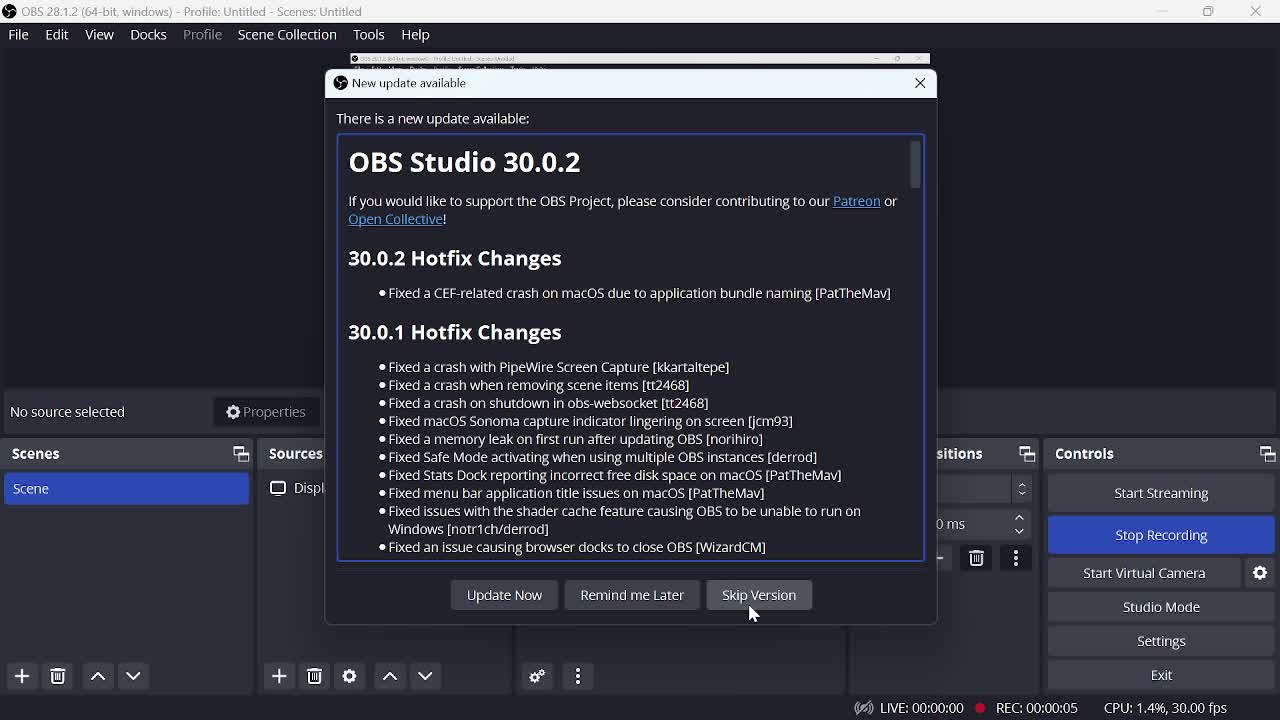 OBS 28.1.2 (64-bit, windows) - Profile: Untitled - Scenes: Untitled
File Edit View Docks Profile Scene Collection Tools Help
New update available
There is a new update available:
OBS Studio 30.0.2
If you would like to support the OBS Project, please consider contributing to our Patreon or
Open Collective!
30.0.2 Hotfix Changes
• Fixed a CEF-related crash on macOS due to application bundle naming [PatTheMav]
30.0.1 Hotfix Changes
• Fixed a crash with PipeWire Screen Capture [kkartaltepe]
• Fixed a crash when removing scene items [tt2468]
• Fixed a crash on shutdown in obs-websocket [tt2468]
• Fixed macOS Sonoma capture indicator lingering on screen [jcm93]
• Fixed a memory leak on first run after updating OBS [norihiro]
• Fixed Safe Mode activating when using multiple OBS instances [derrod]
• Fixed Stats Dock reporting incorrect free disk space on macOS [PatTheMav]
• Fixed menu bar application title issues on macOS [PatTheMav]
• Fixed issues with the shader cache feature causing OBS to be unable to run on
Windows [notr1ch/derrod]
• Fixed an issue causing browser docks to close OBS [WizardCM]
Update Now Remind me Later Skip Version
No source selected Properties
Scenes Sources sitions Controls
Scene
Displ
0 ms
Start Streaming
Stop Recording
Start Virtual Camera
Studio Mode
Settings
Exit
LIVE: 00:00:00 REC: 00:00:05 CPU: 1.4%, 30.00 fps